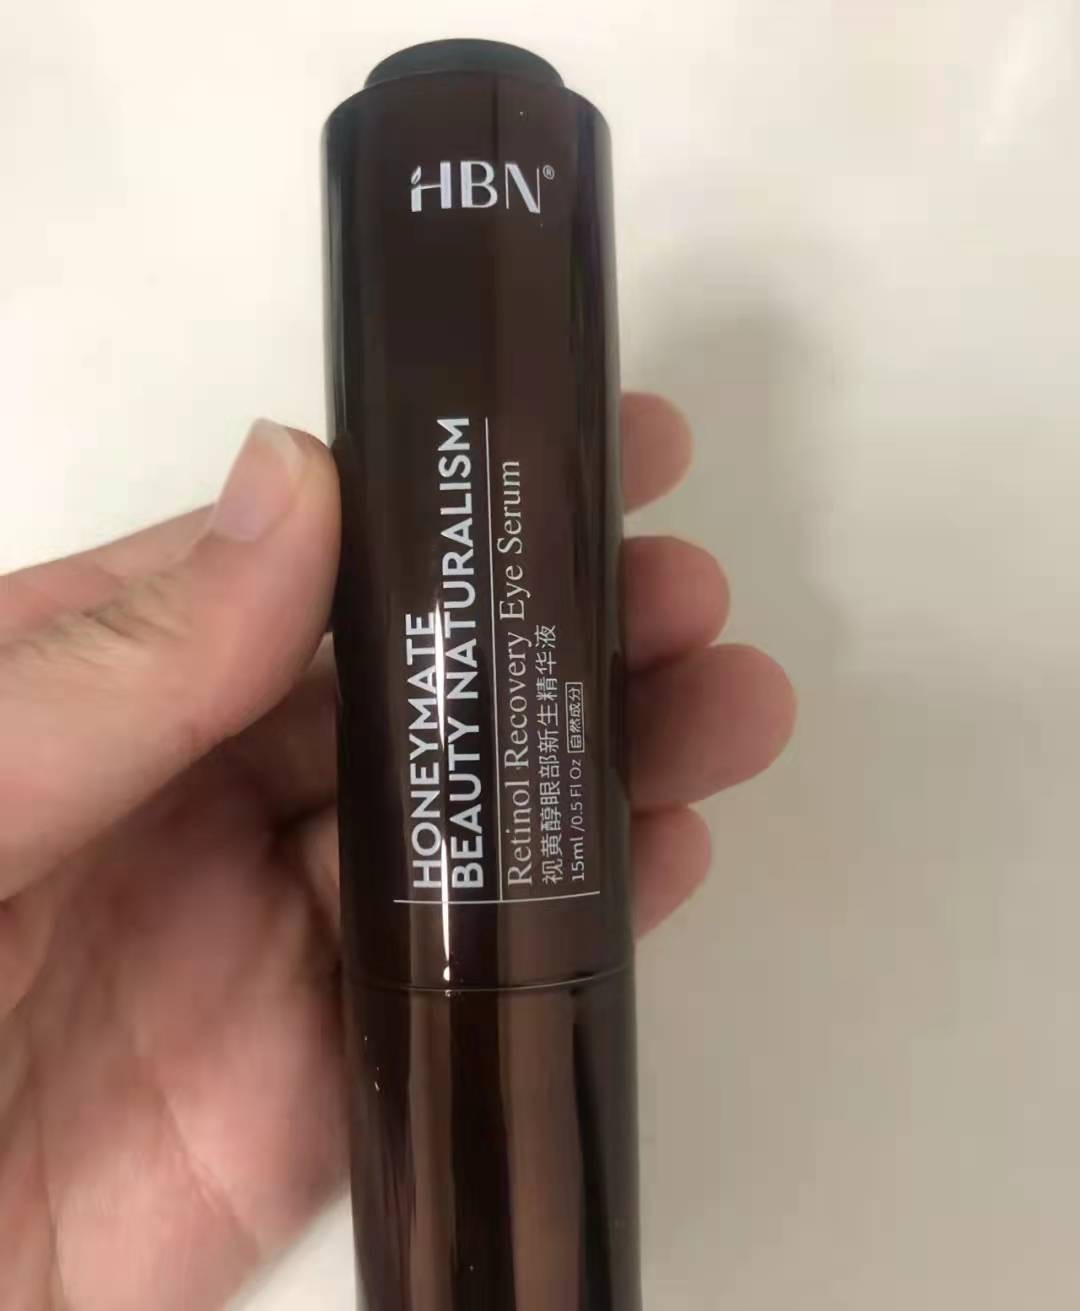 HBN®
HONEYMATE
BEAUTY NATURALISM
Retinol Recovery Eye Serum
视黄醇眼部新生精华液
15ml /0.5 Fl Oz 自然成分